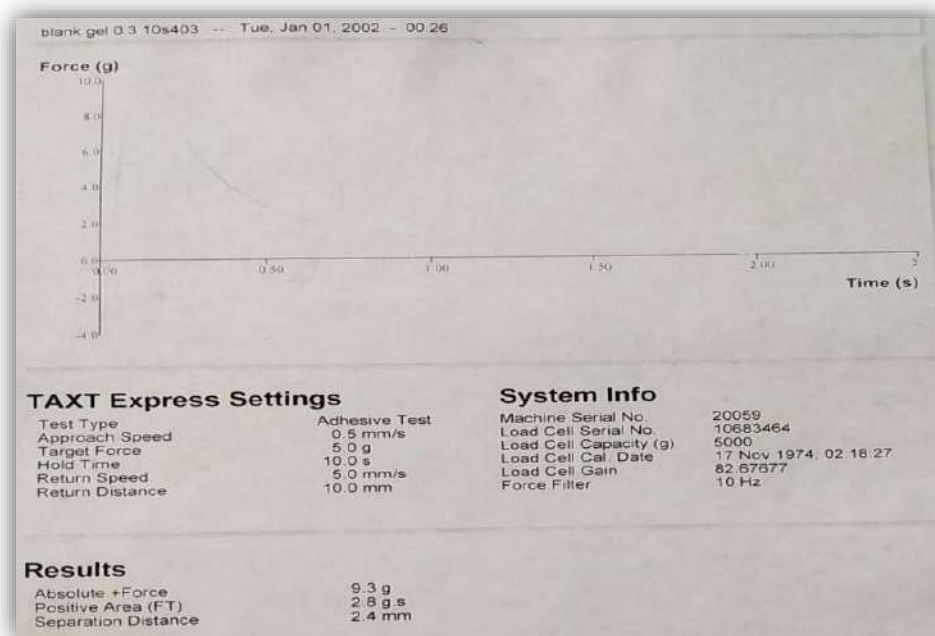 blank gel 0.3 10s403 -- Tue, Jan 01, 2002 - 00:26
Force (g)
10.0
8.0
6.0
4.0
2.0
0.0
0.00 0.50 1.00 1.50 2.00 2
Time (s)
-2.0
-4.0
TAXT Express Settings
Test Type Adhesive Test
Approach Speed 0.5 mm/s
Target Force 5.0 g
Hold Time 10.0 s
Return Speed 5.0 mm/s
Return Distance 10.0 mm
System Info
Machine Serial No. 20059
Load Cell Serial No. 10683464
Load Cell Capacity (g) 5000
Load Cell Cal. Date 17 Nov 1974, 02:18:27
Load Cell Gain 82.67677
Force Filter 10 Hz
Results
Absolute +Force 9.3 g
Positive Area (FT) 2.8 g.s
Separation Distance 2.4 mm